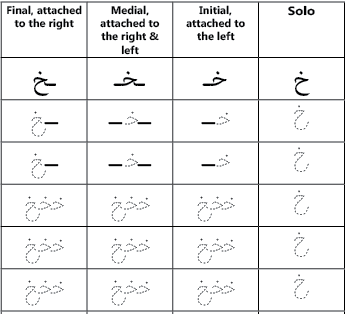 Final, attached to the right
Medial, attached to the right & left
Initial, attached to the left
Solo
ـخ ـخـ خـ خ
ـخ ـخـ خـ خ
ـخ ـخـ خـ خ
خخخ خخخ خخخ خ
خخخ خخخ خخخ خ
خخخ خخخ خخخ خ